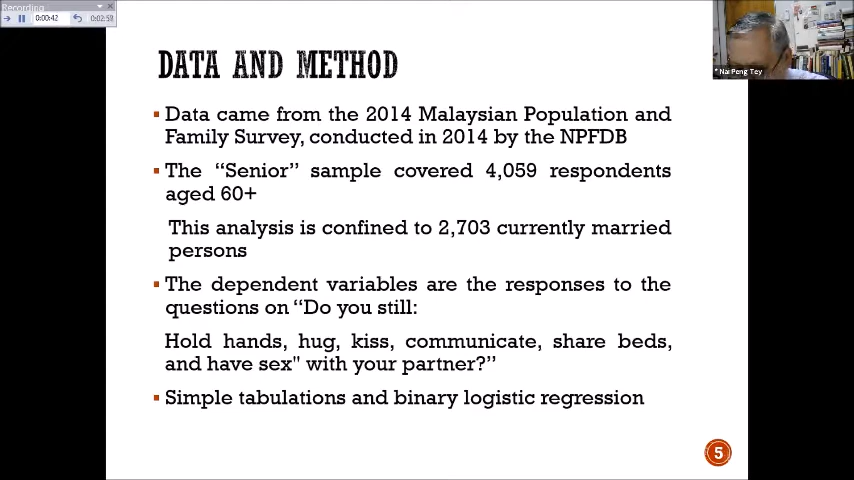 Recording
0:00:42
0:02:59
DATA AND METHOD
Data came from the 2014 Malaysian Population and
Family Survey, conducted in 2014 by the NPFDB
The “Senior” sample covered 4,059 respondents
aged 60+
This analysis is confined to 2,703 currently married
persons
The dependent variables are the responses to the
questions on “Do you still:
Hold hands, hug, kiss, communicate, share beds,
and have sex" with your partner?”
Simple tabulations and binary logistic regression
5
* Nai Peng Tey